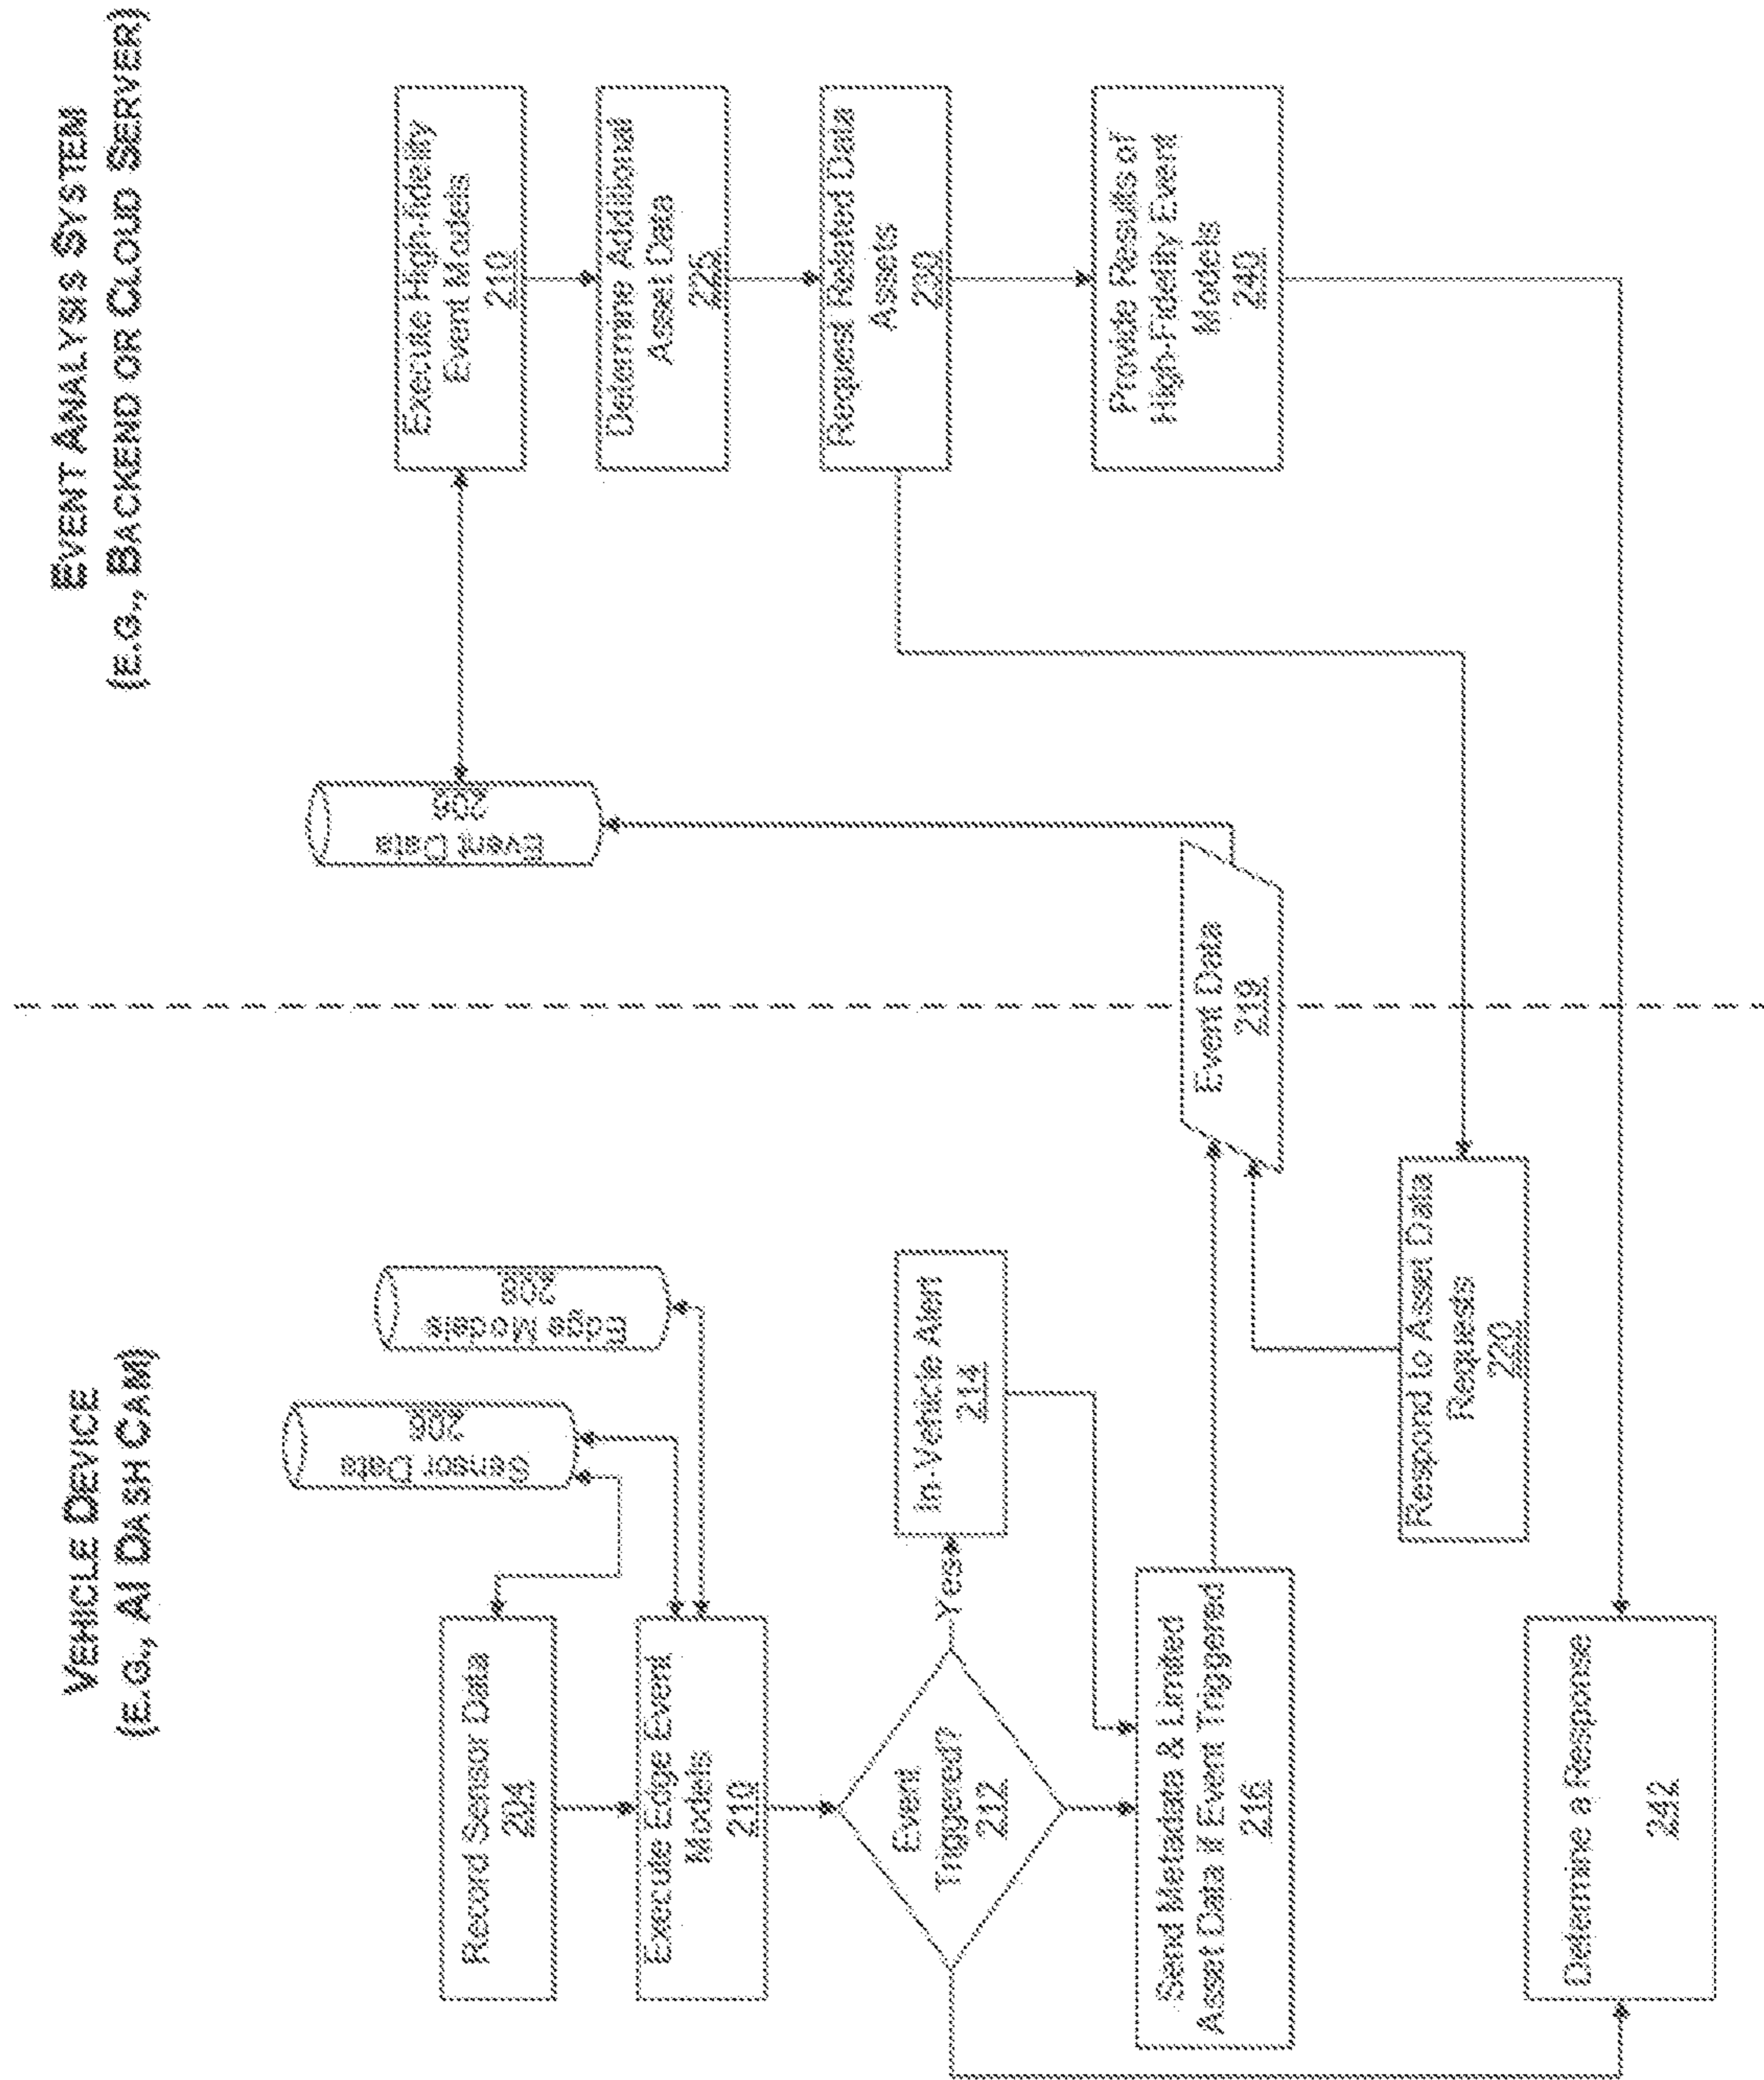 VEHICLE DEVICE
(E.G., AI DASH CAM)
Record Sensor Data
204
Sensor Data
206
Edge Models
208
Execute Edge Event
Models
210
Event
Triggered?
212
Yes
In-Vehicle Alert
214
Send Metadata & Limited
Asset Data if Event Triggered
216
Event Data
219
Respond to Asset Data
Requests
220
Determine a Response
242
EVENT ANALYSIS SYSTEM
(E.G., BACKEND OR CLOUD SERVER)
Event Data
206
Execute High-fidelity
Event Models
210
Determine Additional
Asset Data
225
Request Related Data
Assets
230
Provide Results of
High-Fidelity Event
Models
240